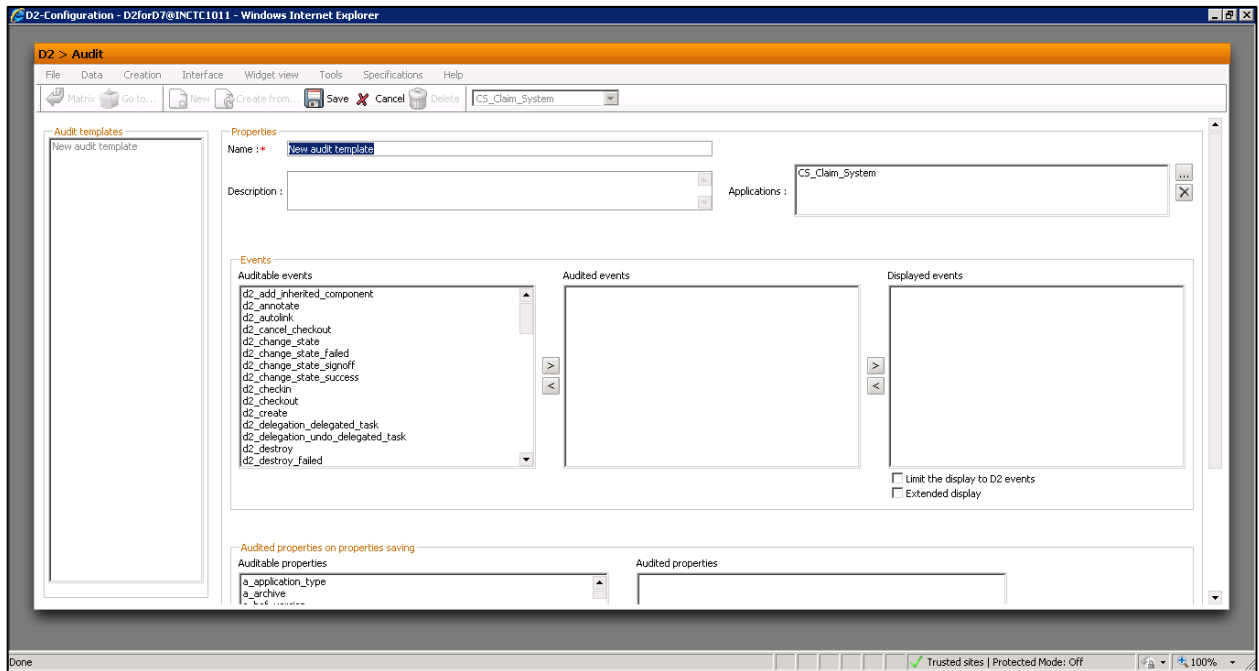 D2-Configuration - D2forD7@INCTC1011 - Windows Internet Explorer
D2 > Audit
File Data Creation Interface Widget view Tools Specifications Help
Matrix Go to... New Create from... Save Cancel Delete CS_Claim_System
Audit templates
New audit template
Properties
Name :* New audit template
Description :
Applications : CS_Claim_System
...
Events
Auditable events Audited events Displayed events
d2_add_inherited_component
d2_annotate
d2_autolink
d2_cancel_checkout
d2_change_state
d2_change_state_failed
d2_change_state_signoff
d2_change_state_success
d2_checkin
d2_checkout
d2_create
d2_delegation_delegated_task
d2_delegation_undo_delegated_task
d2_destroy
d2_destroy_failed
> >
< <
Limit the display to D2 events
Extended display
Audited properties on properties saving
Auditable properties Audited properties
a_application_type
a_archive
Done Trusted sites | Protected Mode: Off 100%